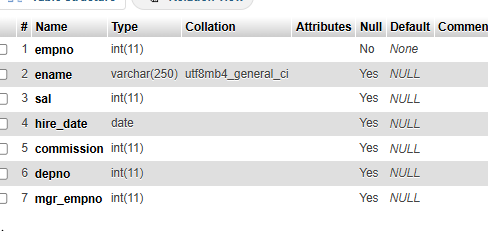 # Name Type Collation Attributes Null Default
1 empno int(11) No None
2 ename varchar(250) utf8mb4_general_ci Yes NULL
3 sal int(11) Yes NULL
4 hire_date date Yes NULL
5 commission int(11) Yes NULL
6 depno int(11) Yes NULL
7 mgr_empno int(11) Yes NULL